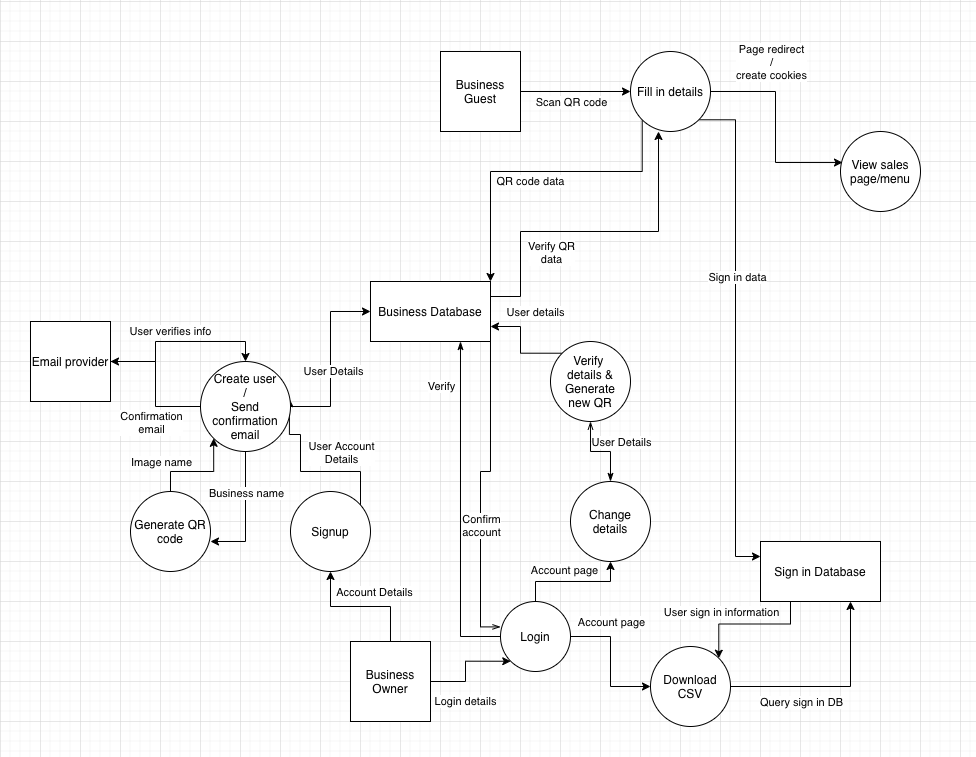 Page redirect
/
create cookies
Business
Guest
Scan QR code
Fill in details
View sales
page/menu
QR code data
Verify QR
data
Sign in data
Business Database
User details
User verifies info
Email provider
Create user
/
Send
confirmation
email
User Details
Verify
Verify
details &
Generate
new QR
Confirmation
email
User Account
Details
User Details
Image name
Business name
Generate QR
code
Signup
Confirm
account
Change
details
Account page
Sign in Database
Account Details
User sign in information
Login
Account page
Business
Owner
Login details
Download
CSV
Query sign in DB